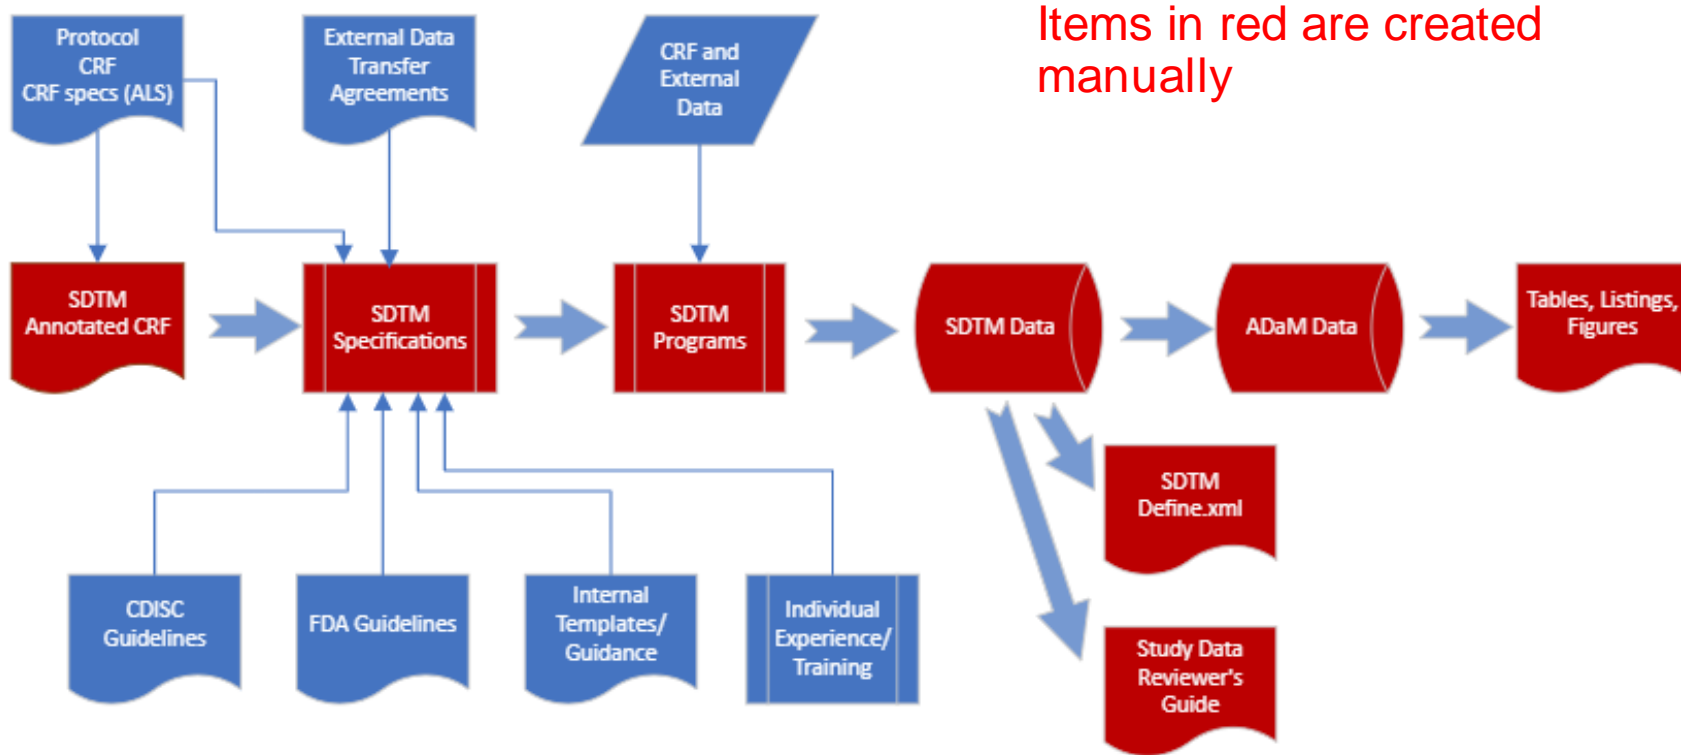 Protocol
CRF
CRF specs (ALS)
External Data
Transfer
Agreements
CRF and
External
Data
Items in red are created
manually
SDTM
Annotated CRF
SDTM
Specifications
SDTM
Programs
SDTM Data
ADaM Data
Tables, Listings,
Figures
SDTM
Define.xml
CDISC
Guidelines
FDA Guidelines
Internal
Templates/
Guidance
Individual
Experience/
Training
Study Data
Reviewer's
Guide